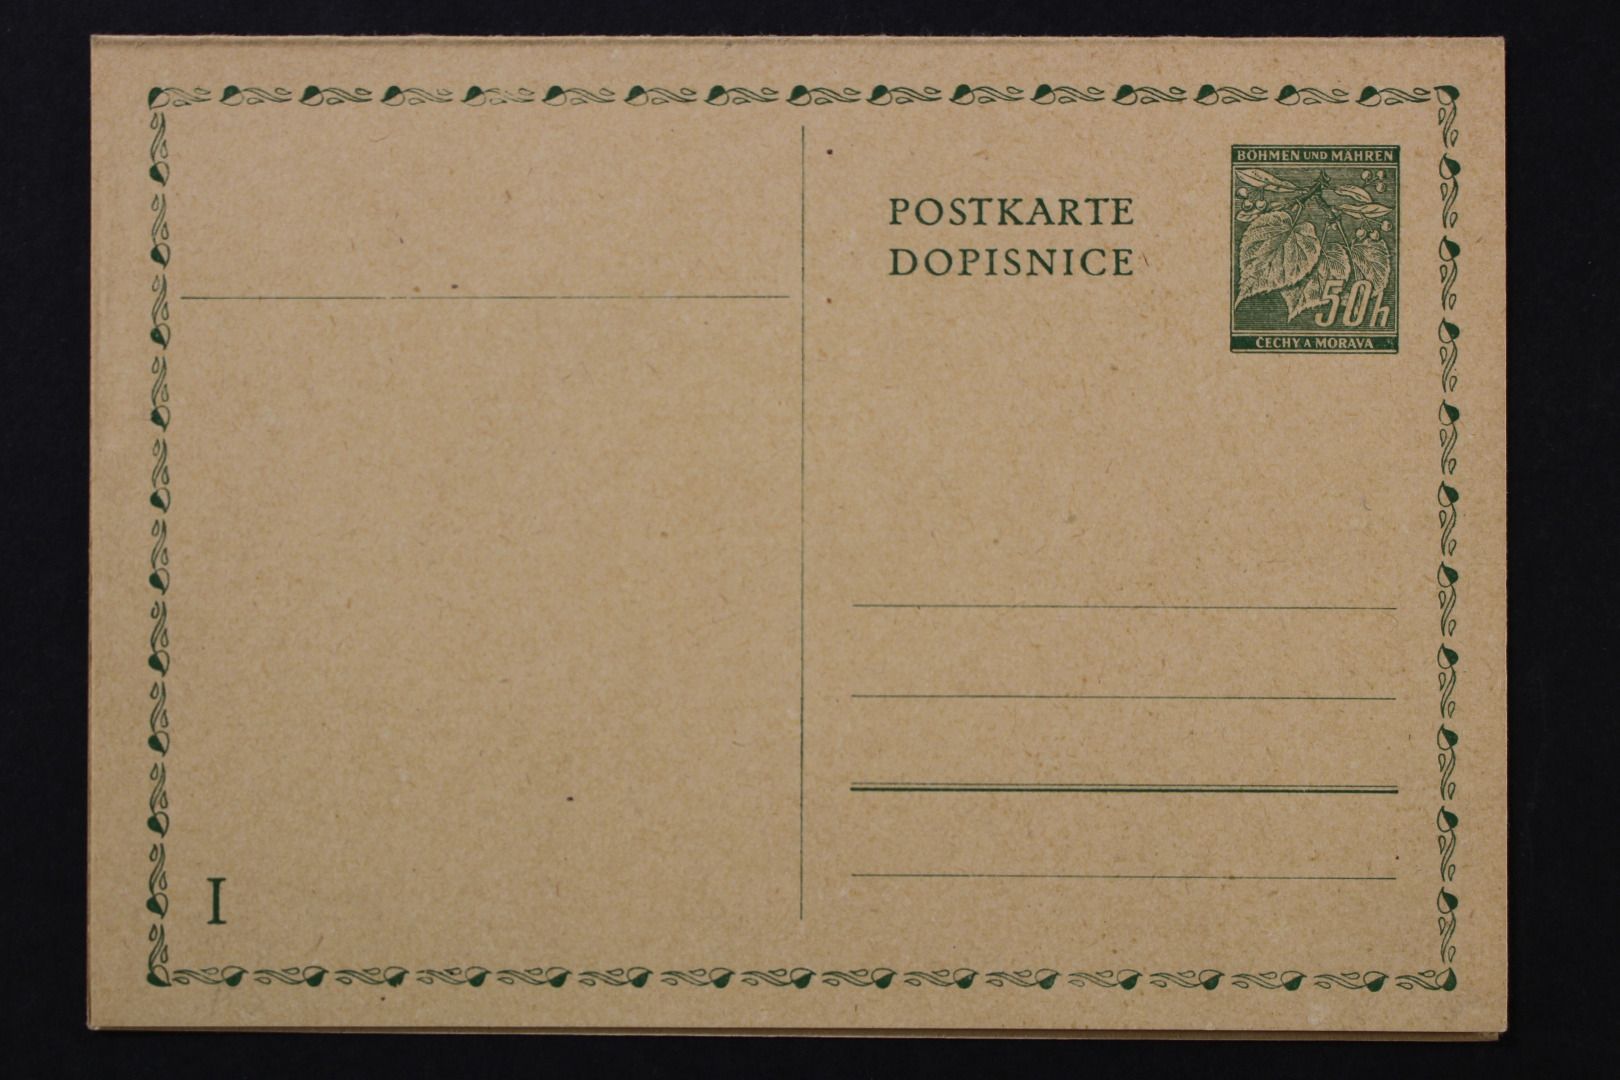 BÖHMEN UND MÄHREN
POSTKARTE
DOPISNICE
50h
ČECHY A MORAVA
I